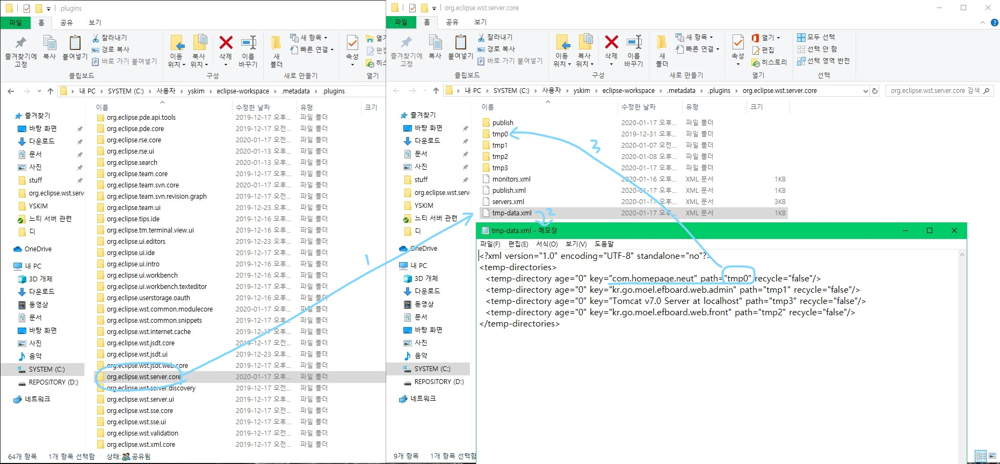 .plugins
파일 홈 공유 보기
즐겨찾기에 고정
복사
붙여넣기
잘라내기
경로 복사
바로 가기 붙여넣기
클립보드
이동 위치
복사 위치
삭제
이름 바꾸기
구성
새 폴더
새 항목
빠른 연결
새로 만들기
속성
열기
내 PC > SYSTEM (C:) > 사용자 > yskim > eclipse-workspace > .metadata > .plugins
이름 수정한 날짜 유형 크기
즐겨찾기
바탕 화면
다운로드
문서
사진
stuff
org.eclipse.wst.serv
YSKIM
느티 서버 관련
디
OneDrive
내 PC
3D 개체
다운로드
동영상
문서
바탕 화면
사진
음악
SYSTEM (C:)
REPOSITORY (D:)
네트워크
org.eclipse.pde.api.tools 2019-12-17 오후... 파일 폴더
org.eclipse.pde.core 2019-12-17 오전... 파일 폴더
org.eclipse.rse.core 2020-01-17 오전... 파일 폴더
org.eclipse.rse.ui 2020-01-13 오후... 파일 폴더
org.eclipse.search 2020-01-13 오후... 파일 폴더
org.eclipse.team.core 2019-12-17 오전... 파일 폴더
org.eclipse.team.svn.core 2020-01-17 오후... 파일 폴더
org.eclipse.team.svn.revision.graph 2019-12-17 오전... 파일 폴더
org.eclipse.team.ui 2019-12-23 오전... 파일 폴더
org.eclipse.tips.ide 2019-12-16 오후... 파일 폴더
org.eclipse.tm.terminal.view.ui 2019-12-16 오후... 파일 폴더
org.eclipse.ui.editors 2019-12-23 오전... 파일 폴더
org.eclipse.ui.ide 2019-12-17 오후... 파일 폴더
org.eclipse.ui.intro 2019-12-16 오후... 파일 폴더
org.eclipse.ui.workbench 2019-12-17 오전... 파일 폴더
org.eclipse.ui.workbench.texteditor 2019-12-17 오전... 파일 폴더
org.eclipse.userstorage.oauth 2019-12-16 오후... 파일 폴더
org.eclipse.wst.common.modulecore 2020-01-17 오후... 파일 폴더
org.eclipse.wst.common.snippets 2019-12-17 오후... 파일 폴더
org.eclipse.wst.internet.cache 2019-12-17 오후... 파일 폴더
org.eclipse.wst.jsdt.core 2019-12-17 오전... 파일 폴더
org.eclipse.wst.jsdt.ui 2019-12-23 오전... 파일 폴더
org.eclipse.wst.jsdt.web.core 2019-12-17 오전... 파일 폴더
org.eclipse.wst.server.core 2020-01-17 오후... 파일 폴더
org.eclipse.wst.server.discovery 2019-12-17 오후... 파일 폴더
org.eclipse.wst.server.ui 2019-12-17 오후... 파일 폴더
org.eclipse.wst.sse.core 2019-12-17 오후... 파일 폴더
org.eclipse.wst.sse.ui 2019-12-17 오후... 파일 폴더
org.eclipse.wst.validation 2019-12-17 오전... 파일 폴더
org.eclipse.wst.xml.core 2019-12-17 오전... 파일 폴더
64개 항목 1개 항목 선택함 상태: 공유됨
1
org.eclipse.wst.server.core
파일 홈 공유 보기
즐겨찾기에 고정
복사
붙여넣기
잘라내기
경로 복사
바로 가기 붙여넣기
클립보드
이동 위치
복사 위치
삭제
이름 바꾸기
구성
새 폴더
새 항목
빠른 연결
새로 만들기
속성
열기
편집
히스토리
열기
모두 선택
선택 안 함
선택 영역 반전
선택
내 PC > SYSTEM (C:) > 사용자 > yskim > eclipse-workspace > .metadata > .plugins > org.eclipse.wst.server.core
org.eclipse.wst.server.core 검색
이름 수정한 날짜 유형 크기
즐겨찾기
바탕 화면
다운로드
문서
사진
stuff
org.eclipse.wst.serv
YSKIM
느티 서버 관련
디
OneDrive
내 PC
3D 개체
다운로드
동영상
문서
바탕 화면
사진
음악
SYSTEM (C:)
REPOSITORY (D:)
네트워크
publish 2020-01-17 오후... 파일 폴더
tmp0 2019-12-31 오후... 파일 폴더
tmp1 2020-01-07 오전... 파일 폴더
tmp2 2020-01-08 오후... 파일 폴더
tmp3 2020-01-17 오후... 파일 폴더
monitors.xml 2020-01-16 오후... XML 문서 1KB
publish.xml 2020-01-17 오후... XML 문서 1KB
servers.xml 2020-01-17 오후... XML 문서 3KB
tmp-data.xml 2020-01-17 오후... XML 문서 1KB
2
3
tmp-data.xml - 메모장
파일(F) 편집(E) 서식(O) 보기(V) 도움말
<?xml version="1.0" encoding="UTF-8" standalone="no"?>
<temp-directories>
<temp-directory age="0" key="com.homepage.neut" path="tmp0" recycle="false"/>
<temp-directory age="0" key="kr.go.moel.efboard.web.admin" path="tmp1" recycle="false"/>
<temp-directory age="0" key="Tomcat v7.0 Server at localhost" path="tmp3" recycle="false"/>
<temp-directory age="0" key="kr.go.moel.efboard.web.front" path="tmp2" recycle="false"/>
</temp-directories>
9개 항목 1개 항목 선택함